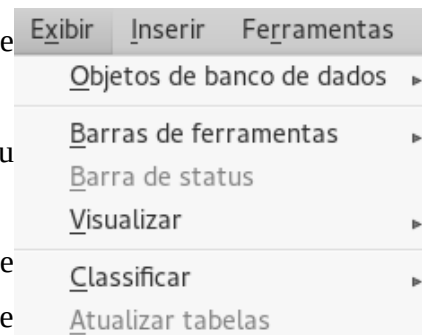 e
Exibir Inserir Ferramentas
Objetos de banco de dados
Barras de ferramentas
u
Barra de status
Visualizar
e
Classificar
e
Atualizar tabelas